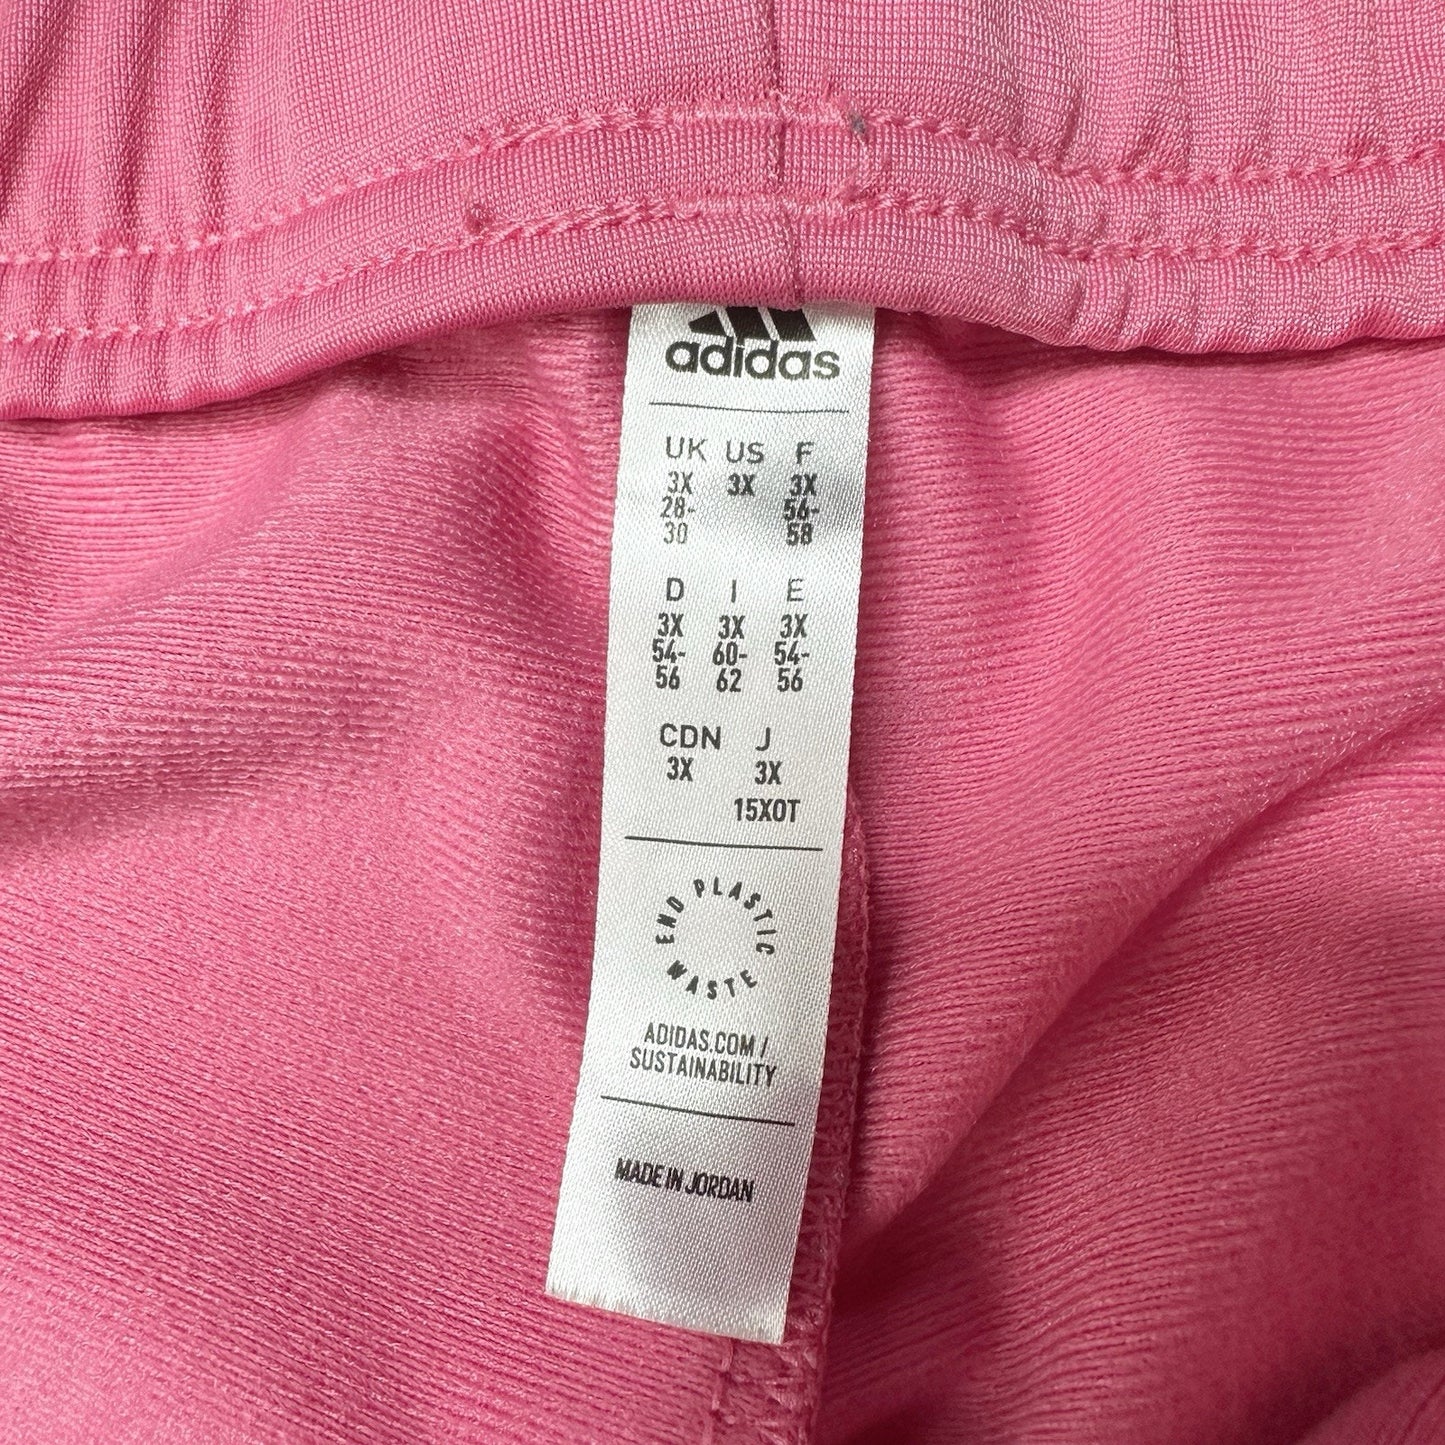 adidas
UK US F
3X 3X 3X
28- 56-
30 58
D I E
3X 3X 3X
54- 60- 54-
56 62 56
CDN J
3X 3X
15XOT
END PLASTIC WASTE
ADIDAS.COM/
SUSTAINABILITY
MADE IN JORDAN